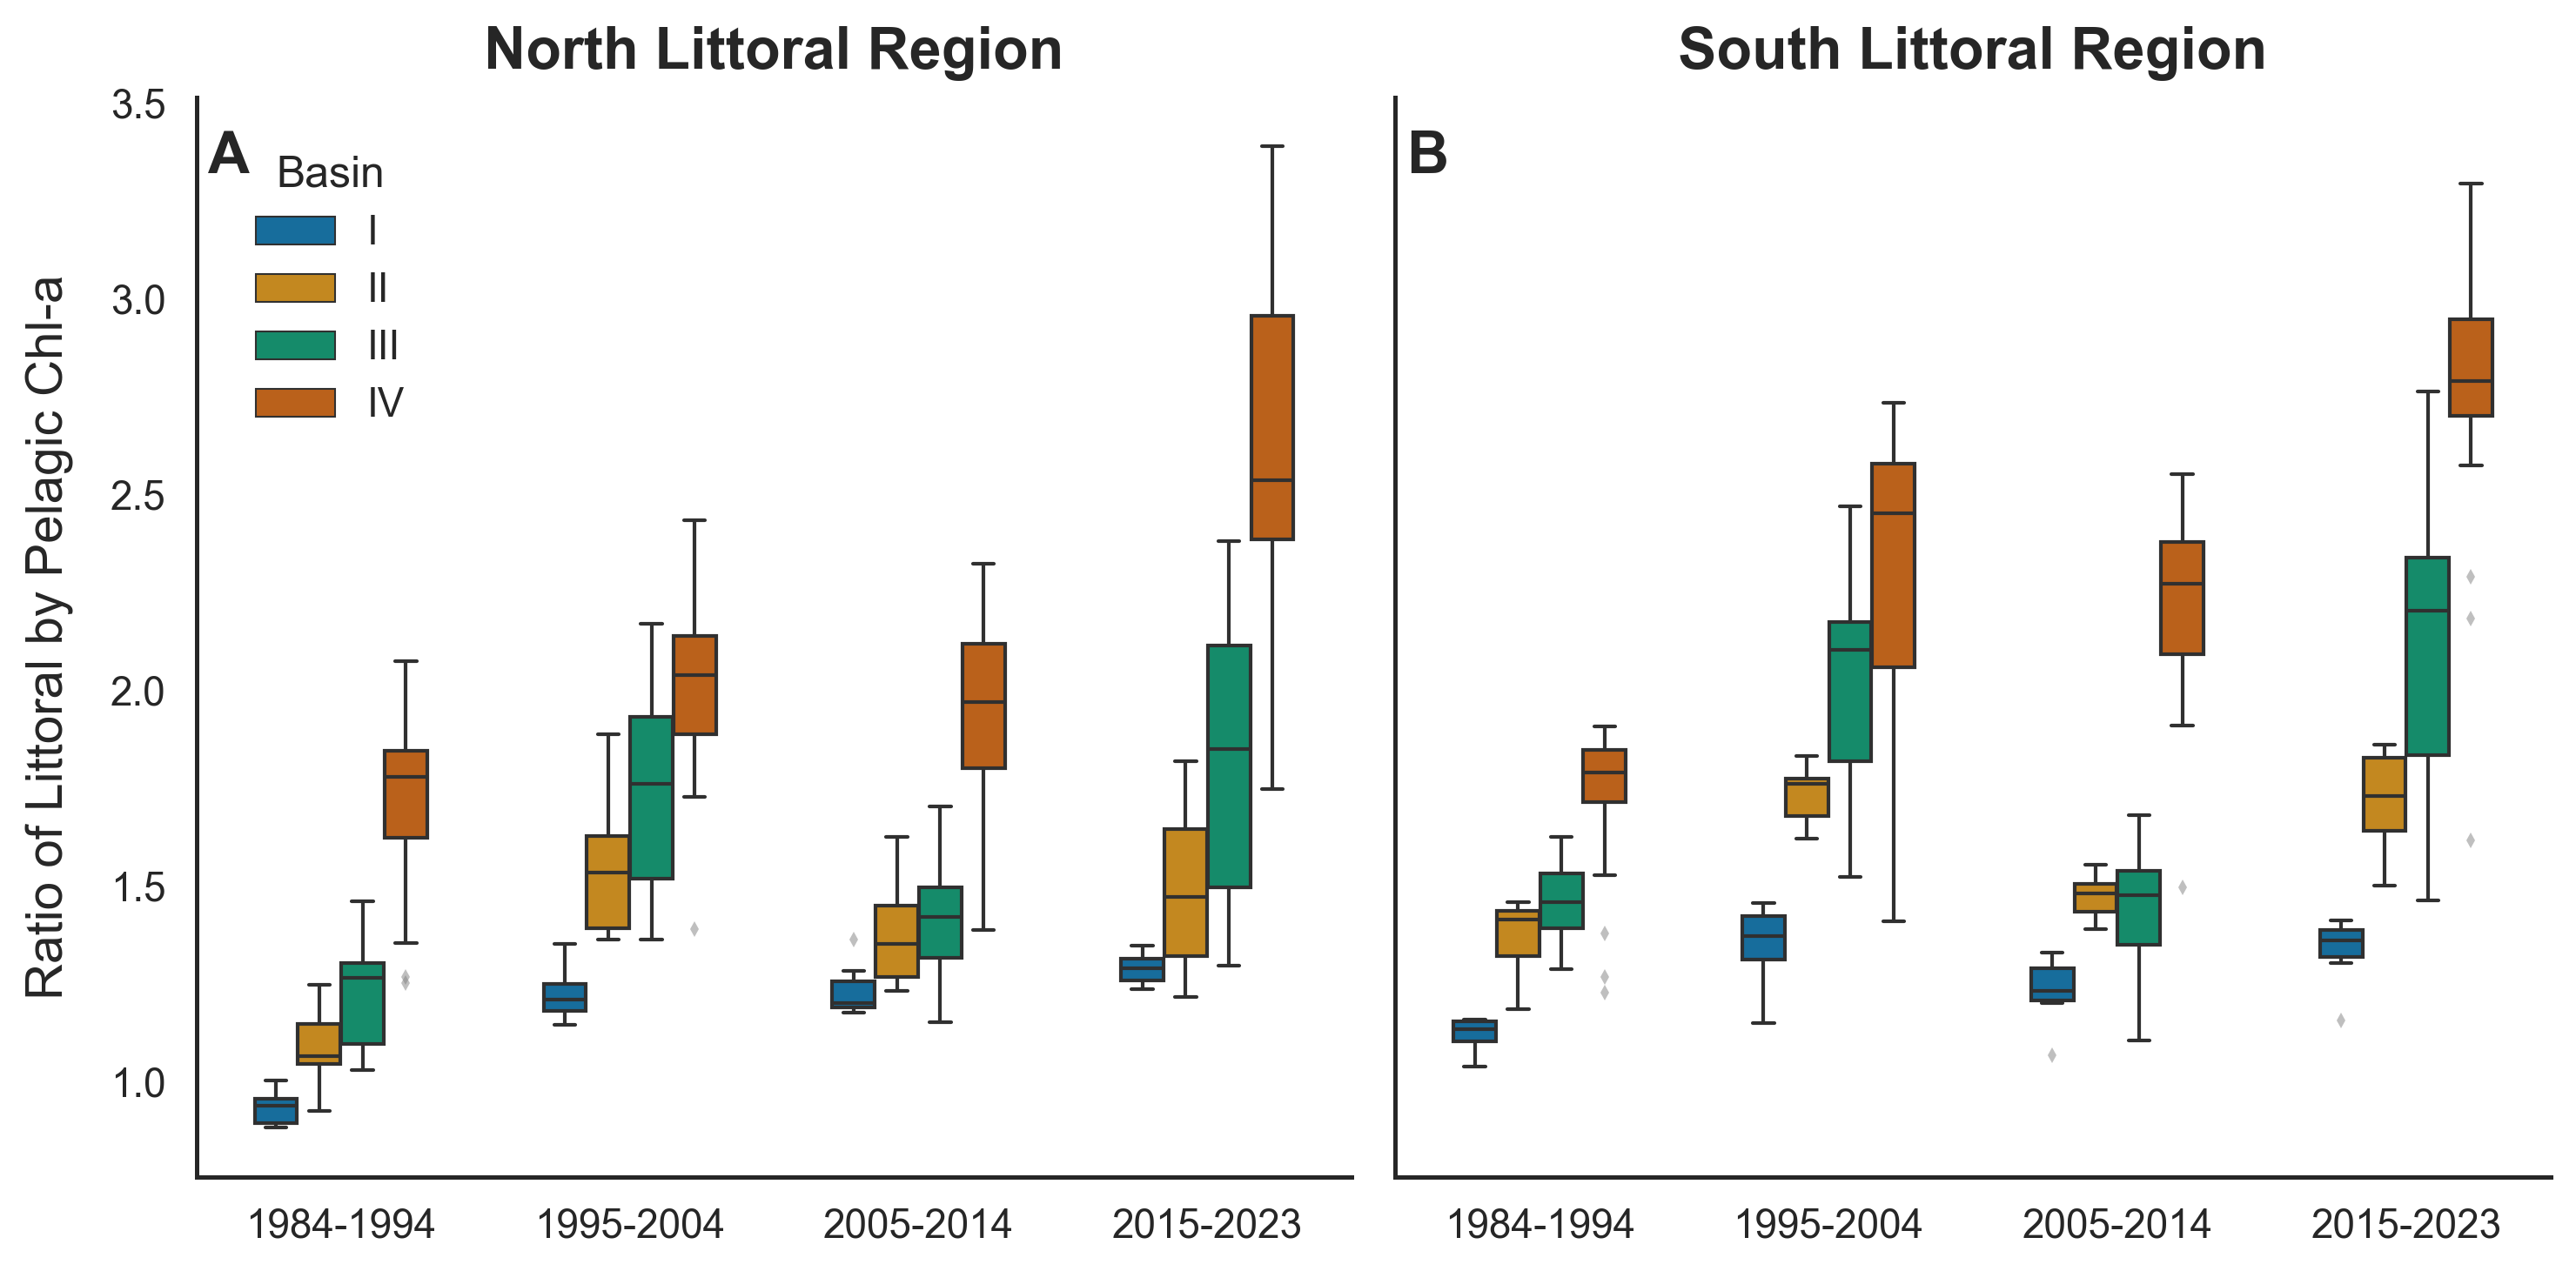 North Littoral Region
South Littoral Region
Ratio of Littoral by Pelagic Chl-a
3.5
3.0
2.5
2.0
1.5
1.0
A
Basin
I
II
III
IV
B
1984-1994
1995-2004
2005-2014
2015-2023
1984-1994
1995-2004
2005-2014
2015-2023